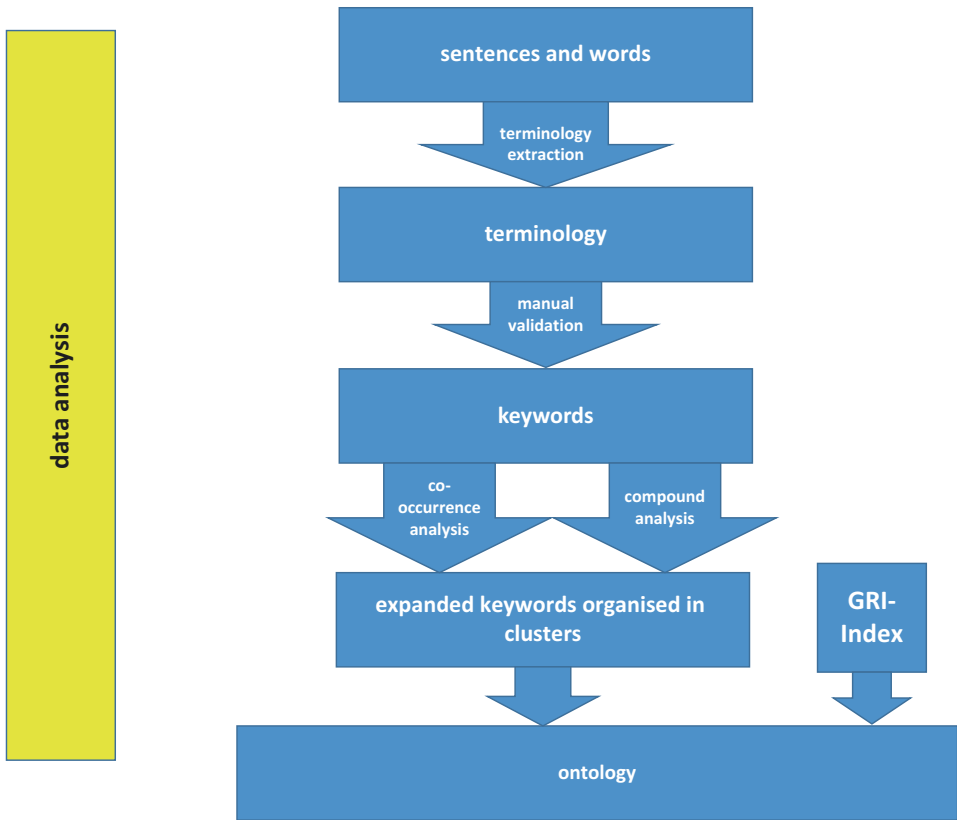 data analysis
sentences and words
terminology
extraction
terminology
manual
validation
keywords
co-
occurrence
analysis
compound
analysis
expanded keywords organised in
clusters
GRI-
Index
ontology